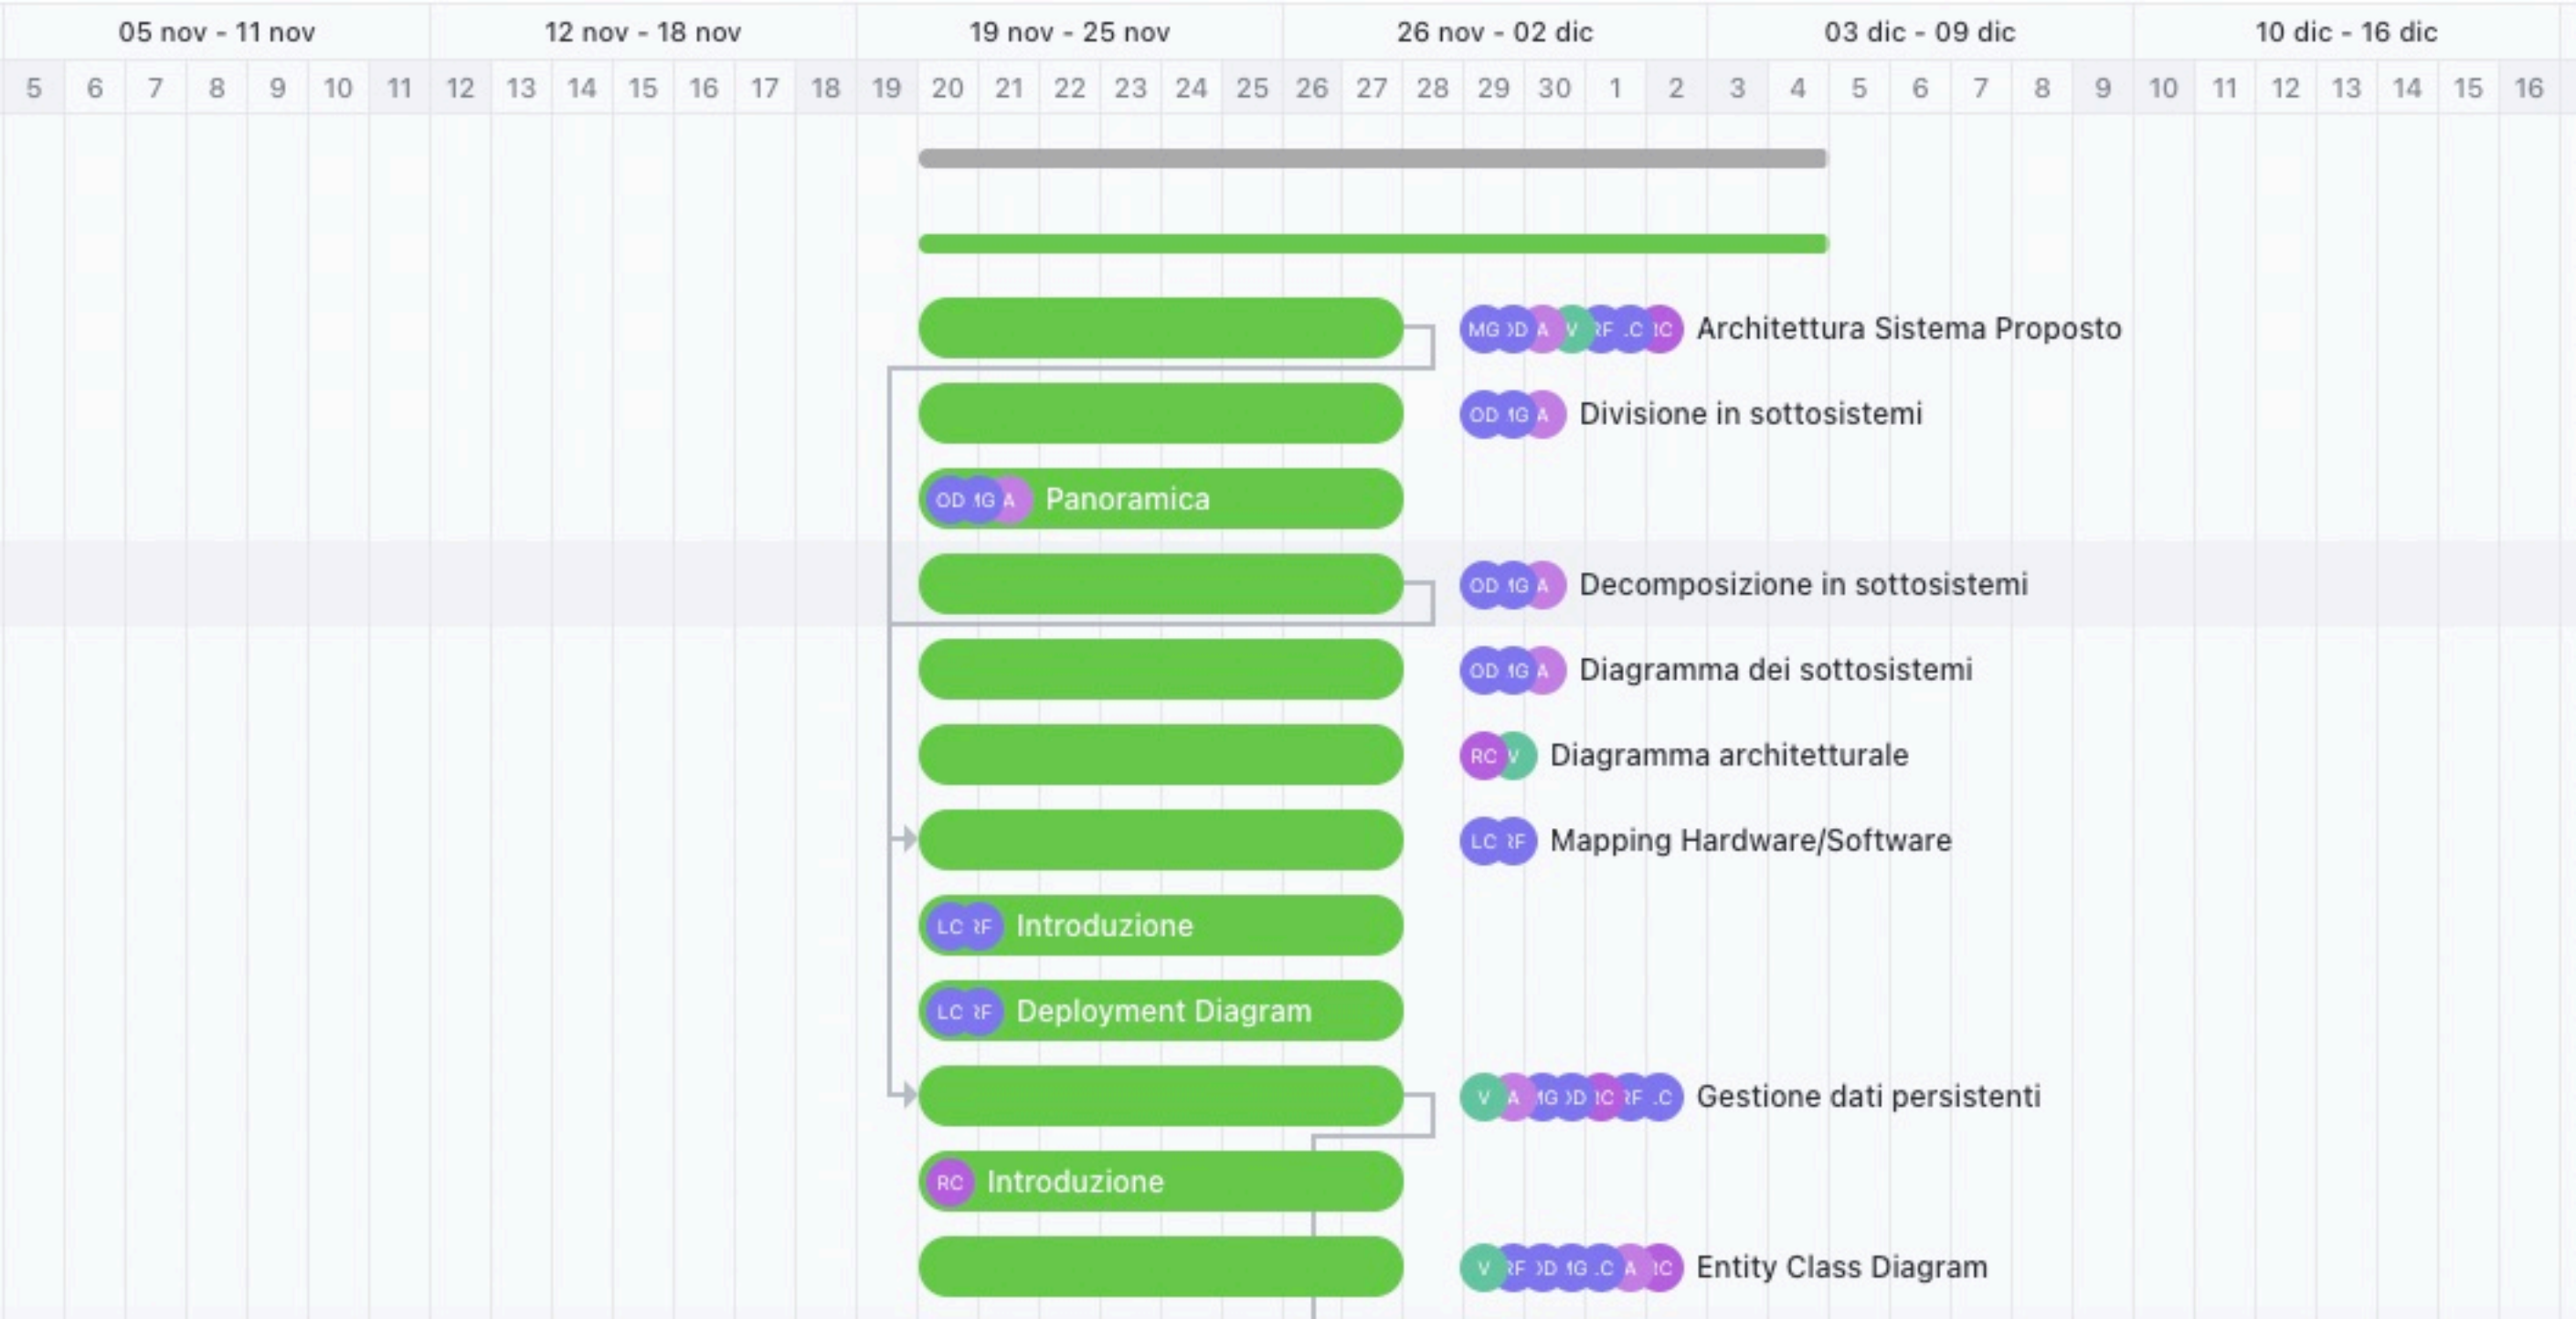 05 nov - 11 nov 12 nov - 18 nov 19 nov - 25 nov 26 nov - 02 dic 03 dic - 09 dic 10 dic - 16 dic
5 6 7 8 9 10 11 12 13 14 15 16 17 18 19 20 21 22 23 24 25 26 27 28 29 30 1 2 3 4 5 6 7 8 9 10 11 12 13 14 15 16
MG A V Architettura Sistema Proposto
OD A Divisione in sottosistemi
OD A Panoramica
OD A Decomposizione in sottosistemi
OD A Diagramma dei sottosistemi
RC V Diagramma architetturale
LC Mapping Hardware/Software
LC Introduzione
LC Deployment Diagram
V A Gestione dati persistenti
RC Introduzione
V A Entity Class Diagram